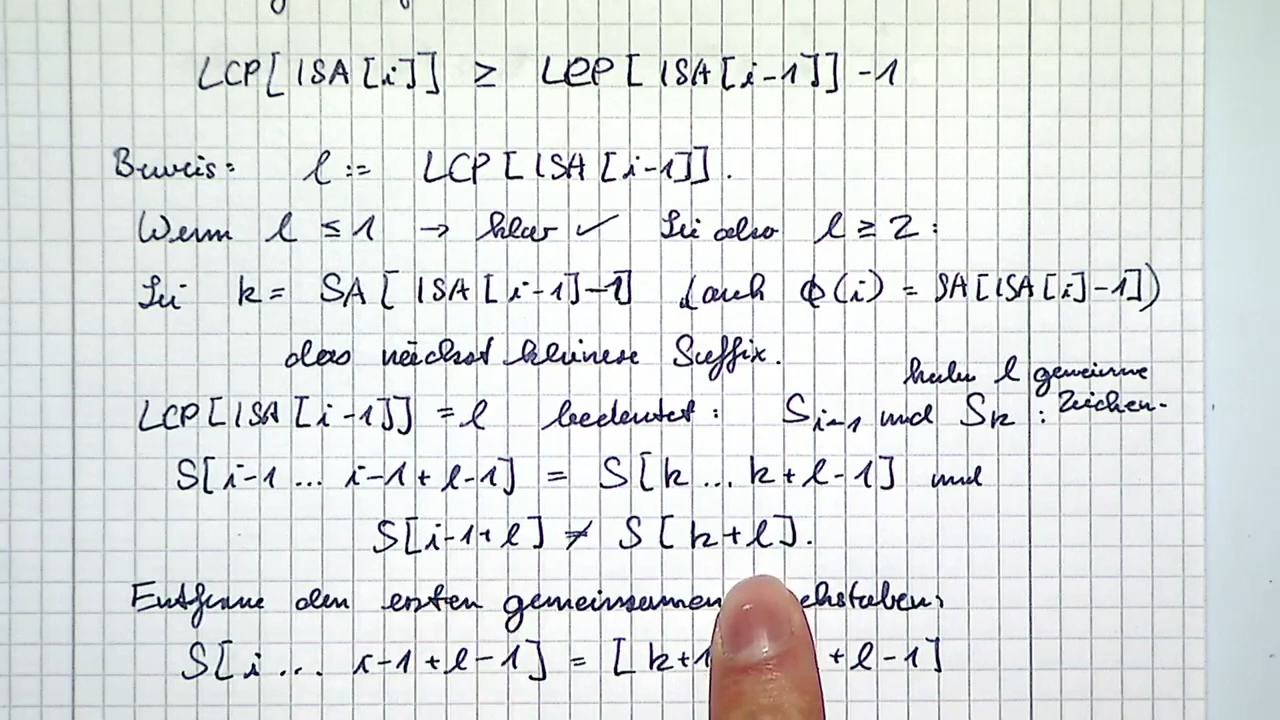 LCP[ISA[i]] ≥ LCP[ISA[i-1]] -1
Beweis: l := LCP[ISA[i-1]].
Wenn l ≤ 1 → klar ✓ Sei also l ≥ 2:
Sei k = SA[ISA[i-1]-1] (auch Φ(i) = SA[ISA[i]-1])
das nächst kleinere Suffix.
haben l gemeinsame
LCP[ISA[i-1]] = l bedeutet: S_{i-1} und S_k : Zeichen.
S[i-1 ... i-1+l-1] = S[k ... k+l-1] und
S[i-1+l] ≠ S[k+l].
Entferne den ersten gemeinsamen
S[i ... i-1+l-1] = [k+1 +l-1]